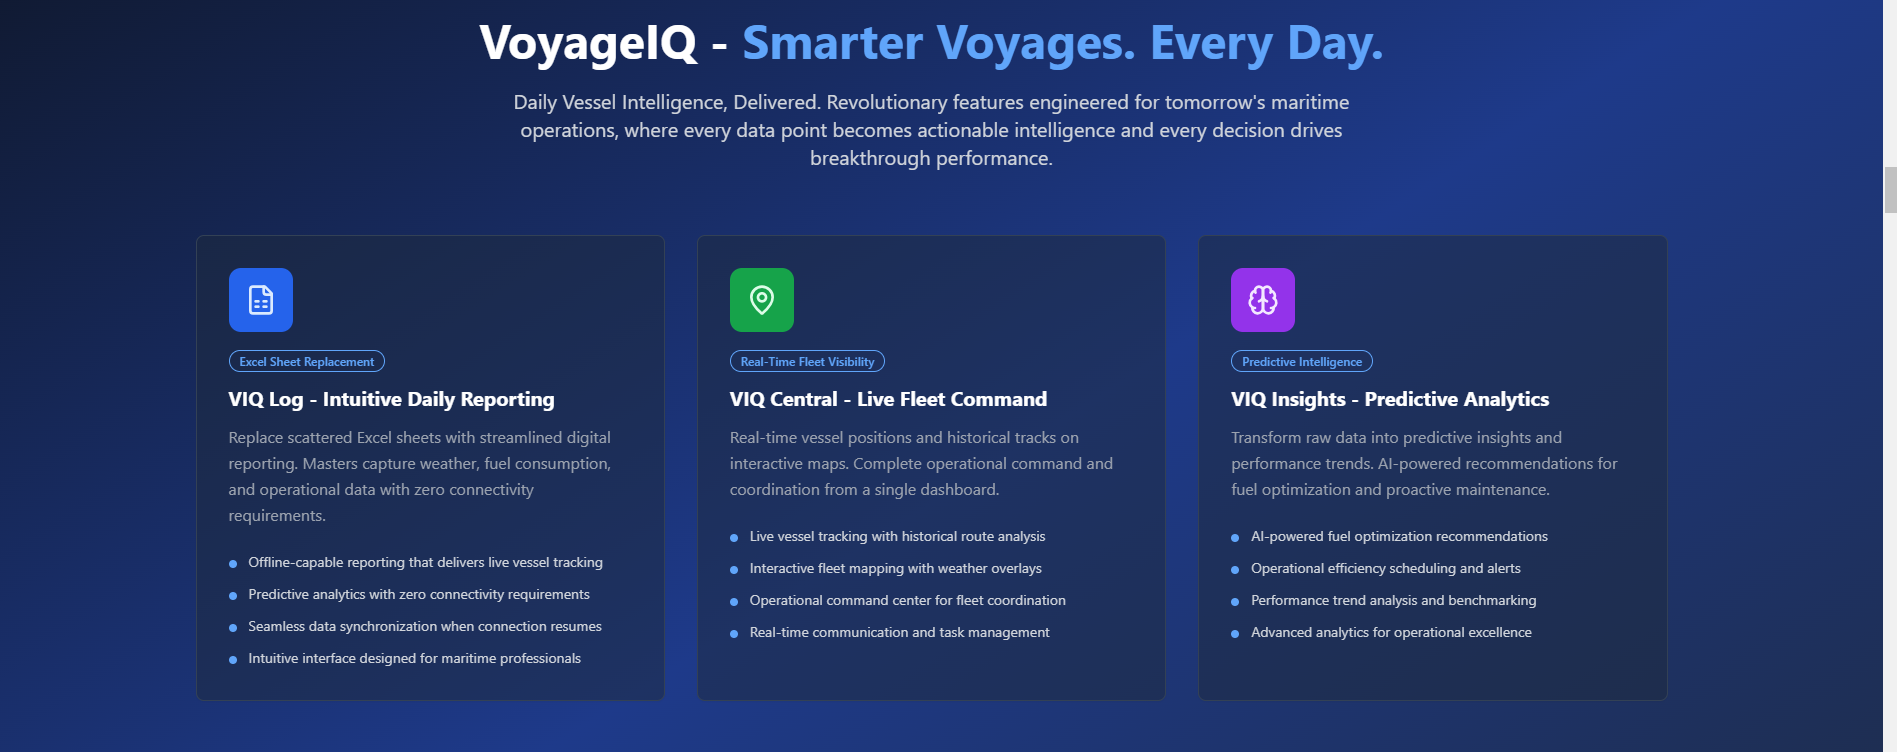 VoyageIQ - Smarter Voyages. Every Day.
Daily Vessel Intelligence, Delivered. Revolutionary features engineered for tomorrow's maritime
operations, where every data point becomes actionable intelligence and every decision drives
breakthrough performance.
Excel Sheet Replacement
VIQ Log - Intuitive Daily Reporting
Replace scattered Excel sheets with streamlined digital
reporting. Masters capture weather, fuel consumption,
and operational data with zero connectivity
requirements.
Offline-capable reporting that delivers live vessel tracking
Predictive analytics with zero connectivity requirements
Seamless data synchronization when connection resumes
Intuitive interface designed for maritime professionals
Real-Time Fleet Visibility
VIQ Central - Live Fleet Command
Real-time vessel positions and historical tracks on
interactive maps. Complete operational command and
coordination from a single dashboard.
Live vessel tracking with historical route analysis
Interactive fleet mapping with weather overlays
Operational command center for fleet coordination
Real-time communication and task management
Predictive Intelligence
VIQ Insights - Predictive Analytics
Transform raw data into predictive insights and
performance trends. AI-powered recommendations for
fuel optimization and proactive maintenance.
AI-powered fuel optimization recommendations
Operational efficiency scheduling and alerts
Performance trend analysis and benchmarking
Advanced analytics for operational excellence